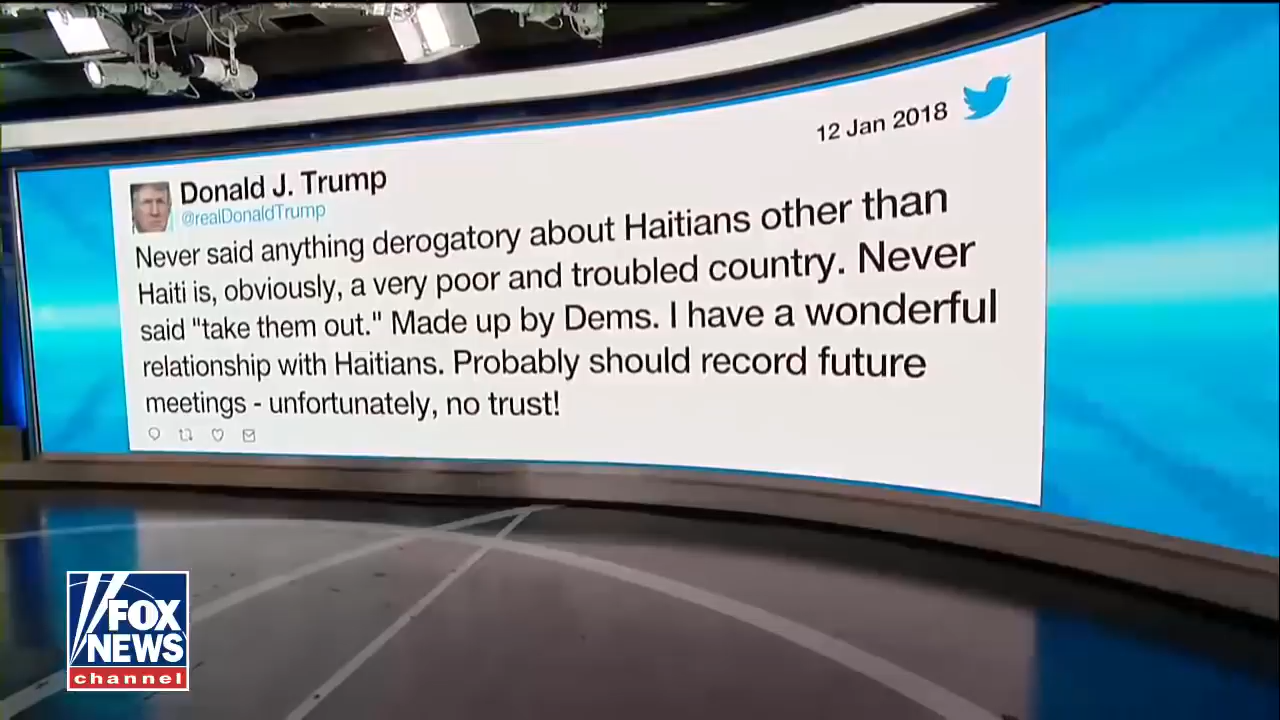 12 Jan 2018
Donald J. Trump
@realDonaldTrump
Never said anything derogatory about Haitians other than
Haiti is, obviously, a very poor and troubled country. Never
said "take them out." Made up by Dems. I have a wonderful
relationship with Haitians. Probably should record future
meetings - unfortunately, no trust!
FOX
NEWS
channel